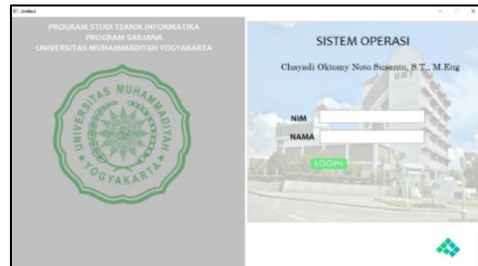 Untitled
PROGRAM STUDI TEKNIK INFORMATIKA
PROGRAM SARJANA
UNIVERSITAS MUHAMMADIYAH YOGYAKARTA
UNIVERSITAS MUHAMMADIYAH
YOGYAKARTA
SISTEM OPERASI
Chayadi Oktomy Noto Susanto, S.T., M.Eng
NIM
NAMA
LOGIN